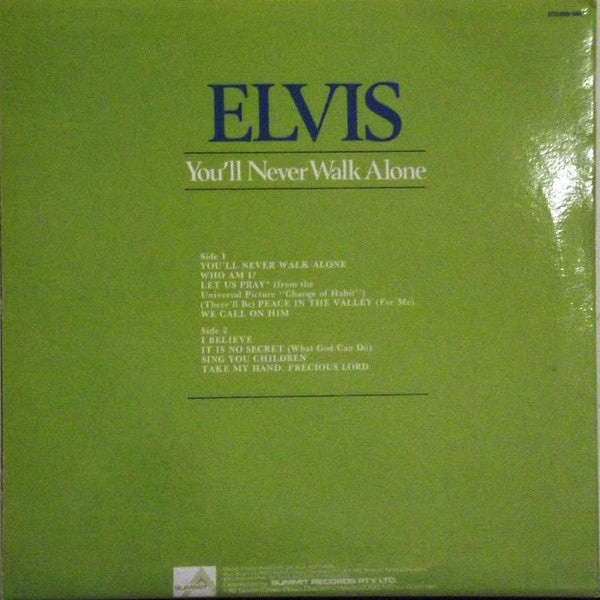 ELVIS
You'll Never Walk Alone
Side 1
YOU'LL NEVER WALK ALONE
WHO AM I?
LET US PRAY* (from the
Universal Picture "Change of Habit")
(There'll Be) PEACE IN THE VALLEY (For Me)
WE CALL ON HIM
Side 2
I BELIEVE
IT IS NO SECRET (What God Can Do)
SING YOU CHILDREN
TAKE MY HAND, PRECIOUS LORD
SUMMIT
SUMMIT RECORDS PTY LTD.